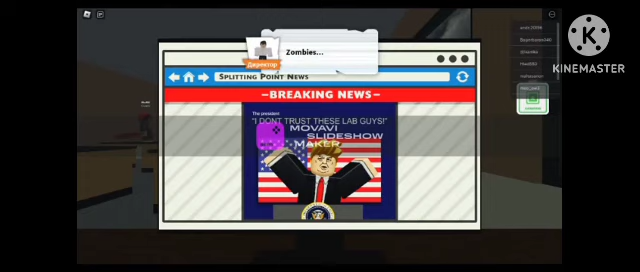 Zombies...
Директор
KINEMASTER
SPLITTING POINT NEWS
–BREAKING NEWS–
The president
"I DONT TRUST THESE LAB GUYS!"
MOVAVI
SLIDESHOW
MAKER